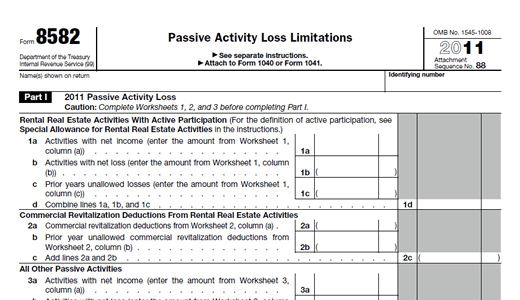 Form 8582
Department of the Treasury
Internal Revenue Service (99)
Passive Activity Loss Limitations
▶ See separate instructions.
▶ Attach to Form 1040 or Form 1041.
OMB No. 1545-1008
2011
Attachment
Sequence No. 88
Name(s) shown on return
Identifying number
Part I 2011 Passive Activity Loss
Caution: Complete Worksheets 1, 2, and 3 before completing Part I.
Rental Real Estate Activities With Active Participation (For the definition of active participation, see
Special Allowance for Rental Real Estate Activities in the instructions.)
1a Activities with net income (enter the amount from Worksheet 1,
column (a)) . . . . . . . . . . . . . . . . . 1a
b Activities with net loss (enter the amount from Worksheet 1, column
(b)) . . . . . . . . . . . . . . . . . . . 1b ( )
c Prior years unallowed losses (enter the amount from Worksheet 1,
column (c)) . . . . . . . . . . . . . . . . . 1c ( )
d Combine lines 1a, 1b, and 1c . . . . . . . . . . . . . . . . . . . . 1d
Commercial Revitalization Deductions From Rental Real Estate Activities
2a Commercial revitalization deductions from Worksheet 2, column (a) . 2a ( )
b Prior year unallowed commercial revitalization deductions from
Worksheet 2, column (b) . . . . . . . . . . . . . 2b ( )
c Add lines 2a and 2b . . . . . . . . . . . . . . . . . . . . . . 2c ( )
All Other Passive Activities
3a Activities with net income (enter the amount from Worksheet 3,
column (a)) . . . . . . . . . . . . . . . . . 3a